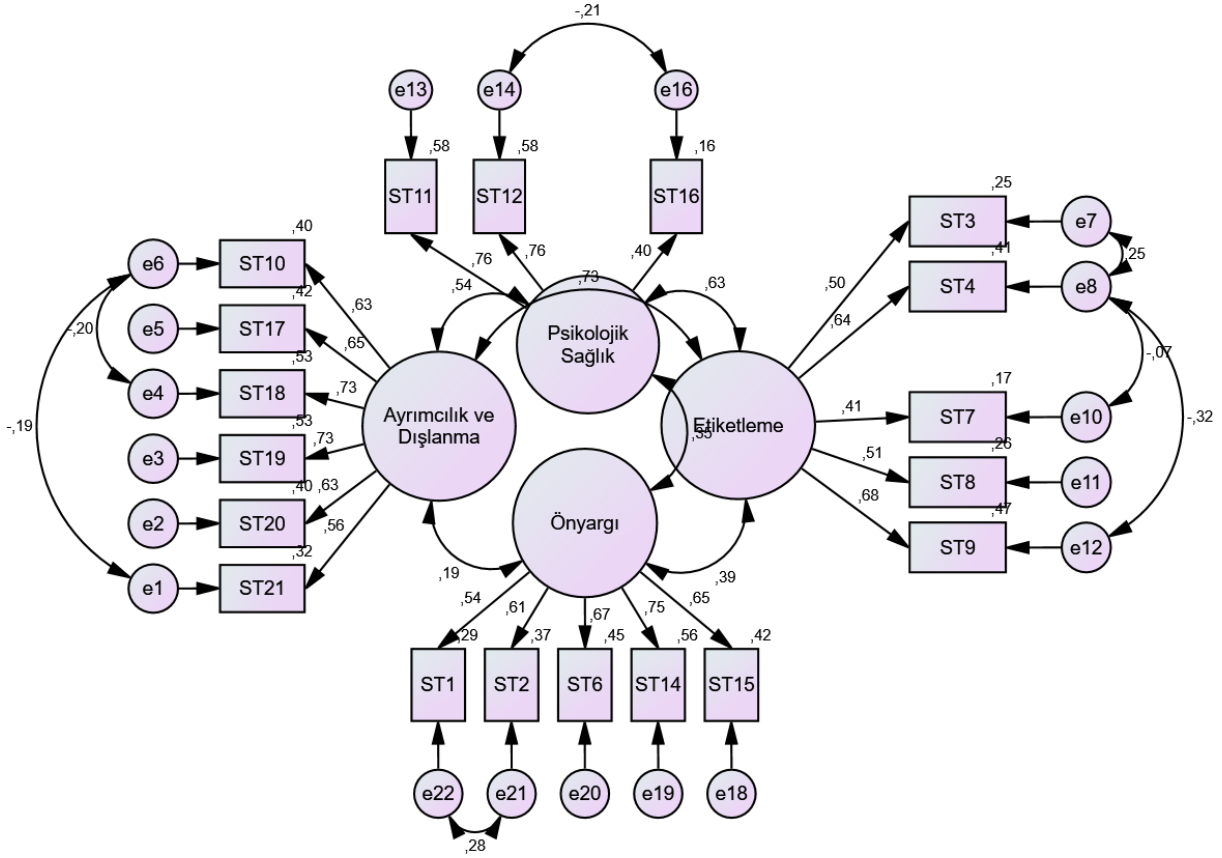 -,21
e13
e14
e16
,58
,58
,16
ST11
ST12
ST16
,76
,76
,40
,54
,73
,63
Psikolojik
Sağlık
e6
ST10
,40
e5
ST17
,42
e4
ST18
,53
e3
ST19
,53
e2
ST20
,40
e1
ST21
,32
-,20
-,19
,63
,65
,73
,73
,63
,56
Ayrımcılık ve
Dışlanma
Etiketleme
,35
,50
,64
,41
,51
,68
ST3
,25
e7
ST4
,41
e8
ST7
,17
e10
ST8
,26
e11
ST9
,47
e12
,25
-,07
-,32
Önyargı
,19
,39
,54
,61
,67
,75
,65
,29
,37
,45
,56
,42
ST1
ST2
ST6
ST14
ST15
e22
e21
e20
e19
e18
,28